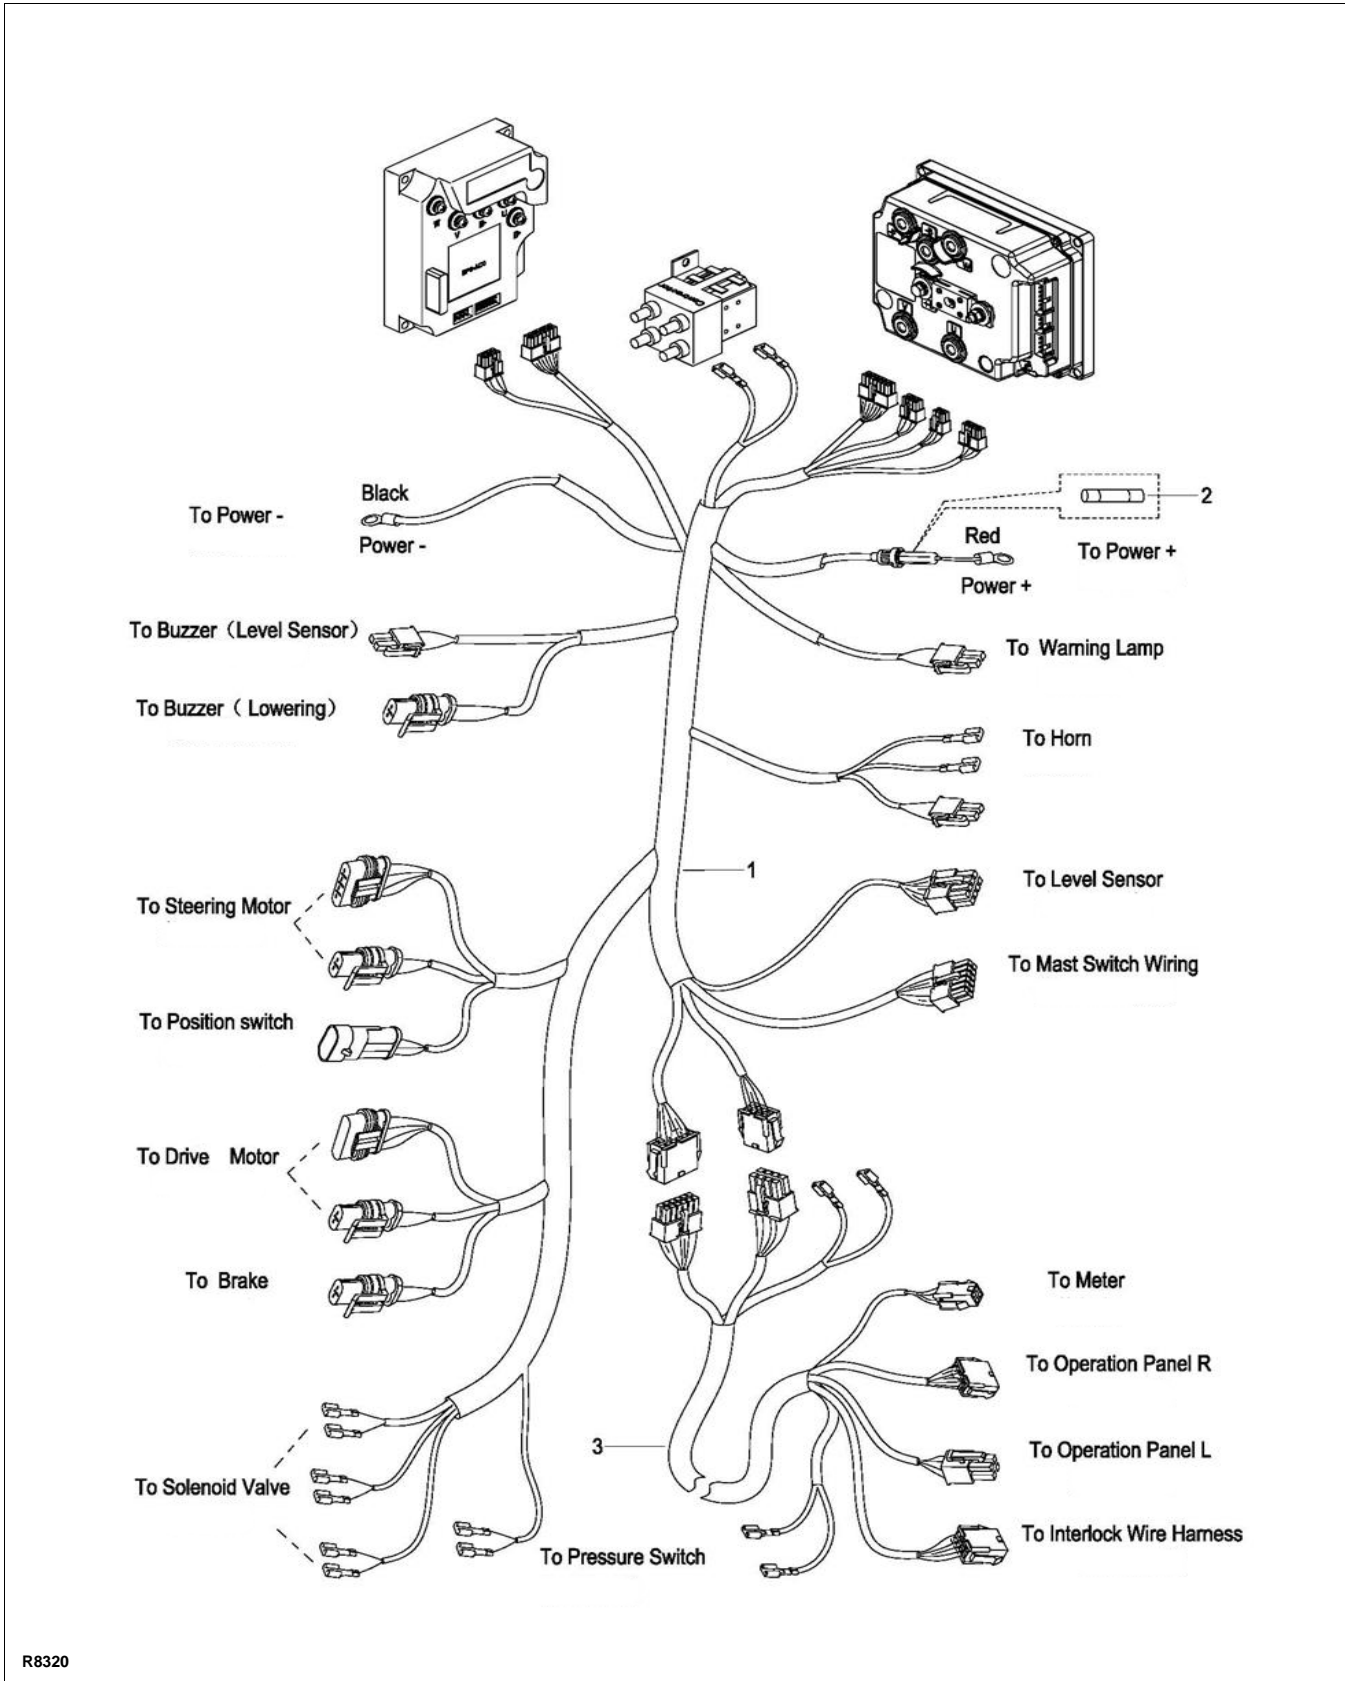 Black
To Power -
Power -
2
Red
To Power +
Power +
To Buzzer（Level Sensor）
To Warning Lamp
To Buzzer（ Lowering）
To Horn
1
To Level Sensor
To Steering Motor
To Mast Switch Wiring
To Position switch
To Drive Motor
To Brake
To Meter
To Operation Panel R
3
To Operation Panel L
To Solenoid Valve
To Interlock Wire Harness
To Pressure Switch
R8320